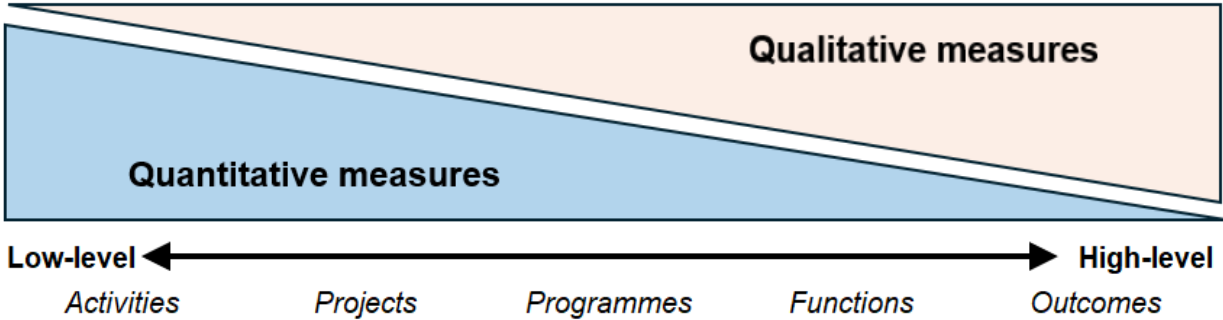 Qualitative measures
Quantitative measures
Low-level High-level
Activities Projects Programmes Functions Outcomes